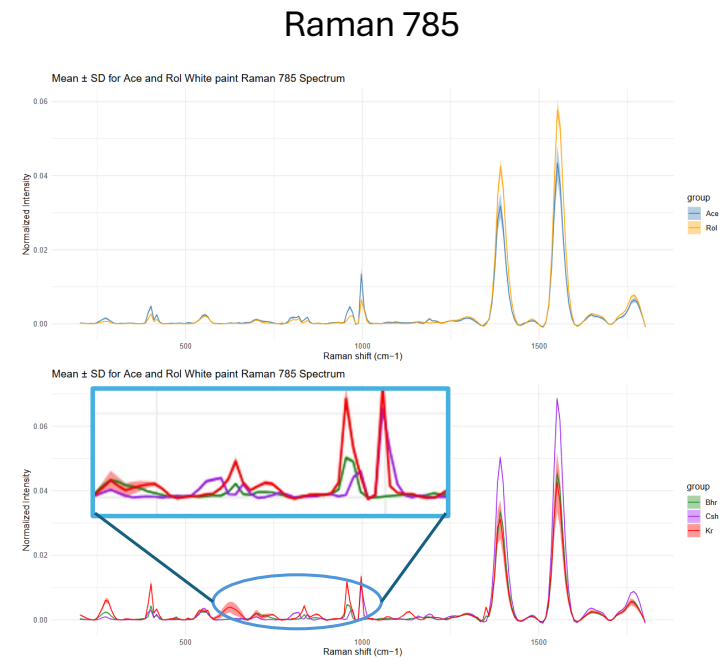 Raman 785
Mean ± SD for Ace and Rol White paint Raman 785 Spectrum
0.06
0.04
0.02
0.00
Normalized Intensity
500
1000
1500
Raman shift (cm−1)
group
Ace
Rol
Mean ± SD for Ace and Rol White paint Raman 785 Spectrum
0.06
0.04
0.02
0.00
Normalized Intensity
500
1000
1500
Raman shift (cm−1)
group
Bhr
Csh
Kr